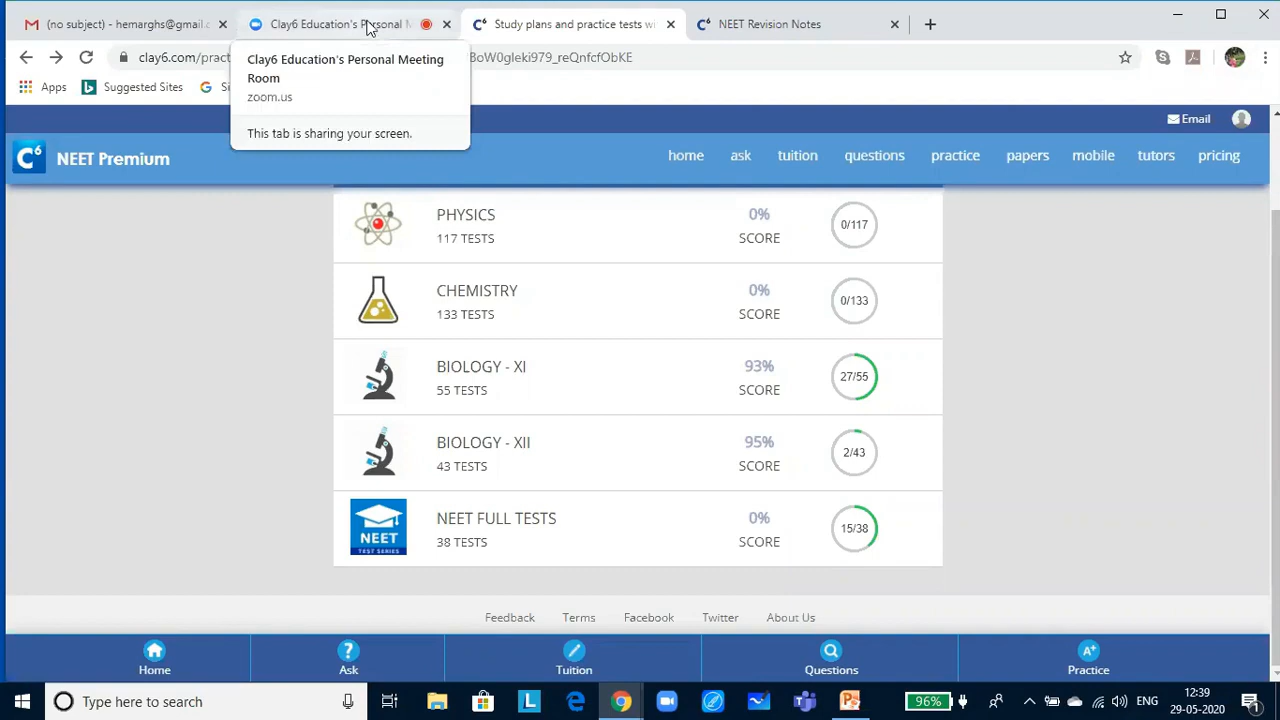 (no subject) - hemarghs@gmail.c
Clay6 Education's Personal M
Study plans and practice tests wi
NEET Revision Notes
clay6.com/prac
BoW0gleki979_reQnfcfObKE
Clay6 Education's Personal Meeting
Room
zoom.us
This tab is sharing your screen.
Apps
Suggested Sites
Email
NEET Premium
home
ask
tuition
questions
practice
papers
mobile
tutors
pricing
PHYSICS
117 TESTS
0%
SCORE
0/117
CHEMISTRY
133 TESTS
0%
SCORE
0/133
BIOLOGY - XI
55 TESTS
93%
SCORE
27/55
BIOLOGY - XII
43 TESTS
95%
SCORE
2/43
NEET
TEST SERIES
NEET FULL TESTS
38 TESTS
0%
SCORE
15/38
Feedback
Terms
Facebook
Twitter
About Us
Home
Ask
Tuition
Questions
Practice
Type here to search
96%
ENG
12:39
29-05-2020